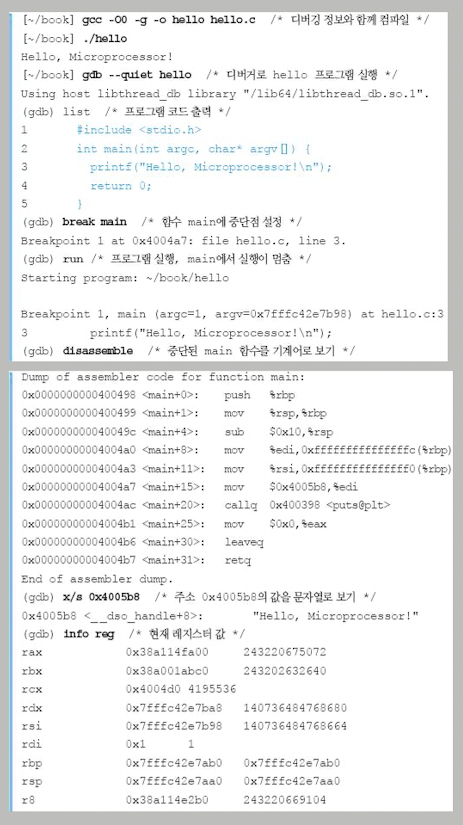 [~/book] gcc -O0 -g -o hello hello.c  /* 디버깅 정보와 함께 컴파일 */
[~/book] ./hello
Hello, Microprocessor!
[~/book] gdb --quiet hello  /* 디버거로 hello 프로그램 실행 */
Using host libthread_db library "/lib64/libthread_db.so.1".
(gdb) list  /* 프로그램 코드 출력 */
1       #include <stdio.h>
2       int main(int argc, char* argv[]) {
3         printf("Hello, Microprocessor!\n");
4         return 0;
5       }
(gdb) break main  /* 함수 main에 중단점 설정 */
Breakpoint 1 at 0x4004a7: file hello.c, line 3.
(gdb) run /* 프로그램 실행, main에서 실행이 멈춤 */
Starting program: ~/book/hello
Breakpoint 1, main (argc=1, argv=0x7fffc42e7b98) at hello.c:3
3         printf("Hello, Microprocessor!\n");
(gdb) disassemble  /* 중단된 main 함수를 기계어로 보기 */
Dump of assembler code for function main:
0x0000000000400498 <main+0>:   push   %rbp
0x0000000000400499 <main+1>:   mov    %rsp,%rbp
0x000000000040049c <main+4>:   sub    $0x10,%rsp
0x00000000004004a0 <main+8>:   mov    %edi,0xfffffffffffffffc(%rbp)
0x00000000004004a3 <main+11>:  mov    %rsi,0xfffffffffffffff0(%rbp)
0x00000000004004a7 <main+15>:  mov    $0x4005b8,%edi
0x00000000004004ac <main+20>:  callq  0x400398 <puts@plt>
0x00000000004004b1 <main+25>:  mov    $0x0,%eax
0x00000000004004b6 <main+30>:  leaveq
0x00000000004004b7 <main+31>:  retq
End of assembler dump.
(gdb) x/s 0x4005b8  /* 주소 0x4005b8의 값을 문자열로 보기 */
0x4005b8 <__dso_handle+8>:       "Hello, Microprocessor!"
(gdb) info reg  /* 현재 레지스터 값 */
rax            0x38a114fa00     243220675072
rbx            0x38a001abc0     243202632640
rcx            0x4004d0 4195536
rdx            0x7fffc42e7ba8   140736484768680
rsi            0x7fffc42e7b98   140736484768664
rdi            0x1      1
rbp            0x7fffc42e7ab0   0x7fffc42e7ab0
rsp            0x7fffc42e7aa0   0x7fffc42e7aa0
r8             0x38a114e2b0     243220669104